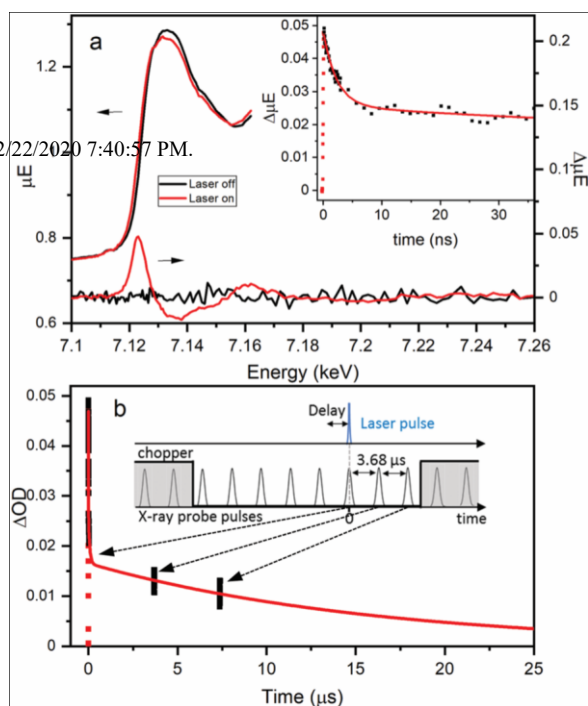 a
1.2
μE
0.8
0.6
2/22/2020 7:40:57 PM.
Laser off
Laser on
0.05
0.04
0.03
0.02
0.01
0
ΔμE
0 10 20 30
time (ns)
0.2
0.15
0.1
0.05
0
ΔμE
7.1 7.12 7.14 7.16 7.18 7.2 7.22 7.24 7.26
Energy (keV)
b
0.05
0.04
0.03
0.02
0.01
0
ΔOD
Delay
Laser pulse
chopper
3.68 μs
X-ray probe pulses
0
time
0 5 10 15 20 25
Time (μs)